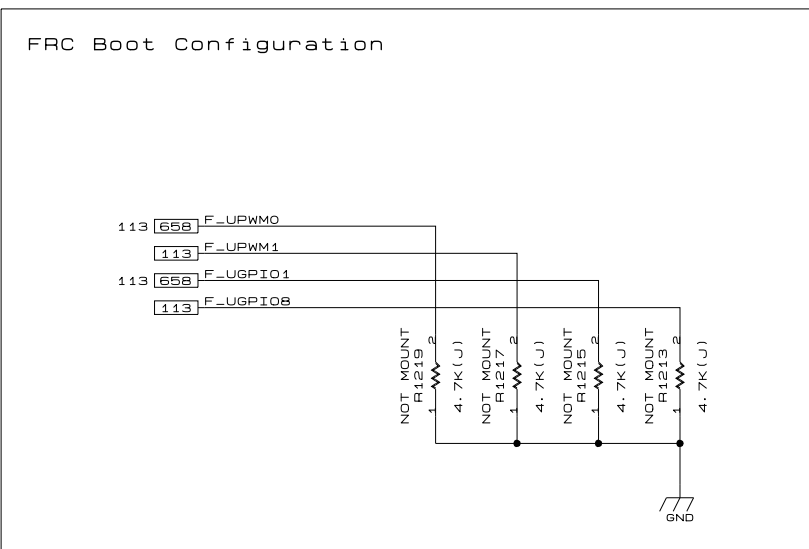 FRC Boot Configuration
113 658 F_UPWM0
113 F_UPWM1
113 658 F_UGPIO1
113 F_UGPIO8
NOT MOUNT
R1219
1 2
4.7K(J)
NOT MOUNT
R1217
1 2
4.7K(J)
NOT MOUNT
R1215
1 2
4.7K(J)
NOT MOUNT
R1213
1 2
4.7K(J)
GND